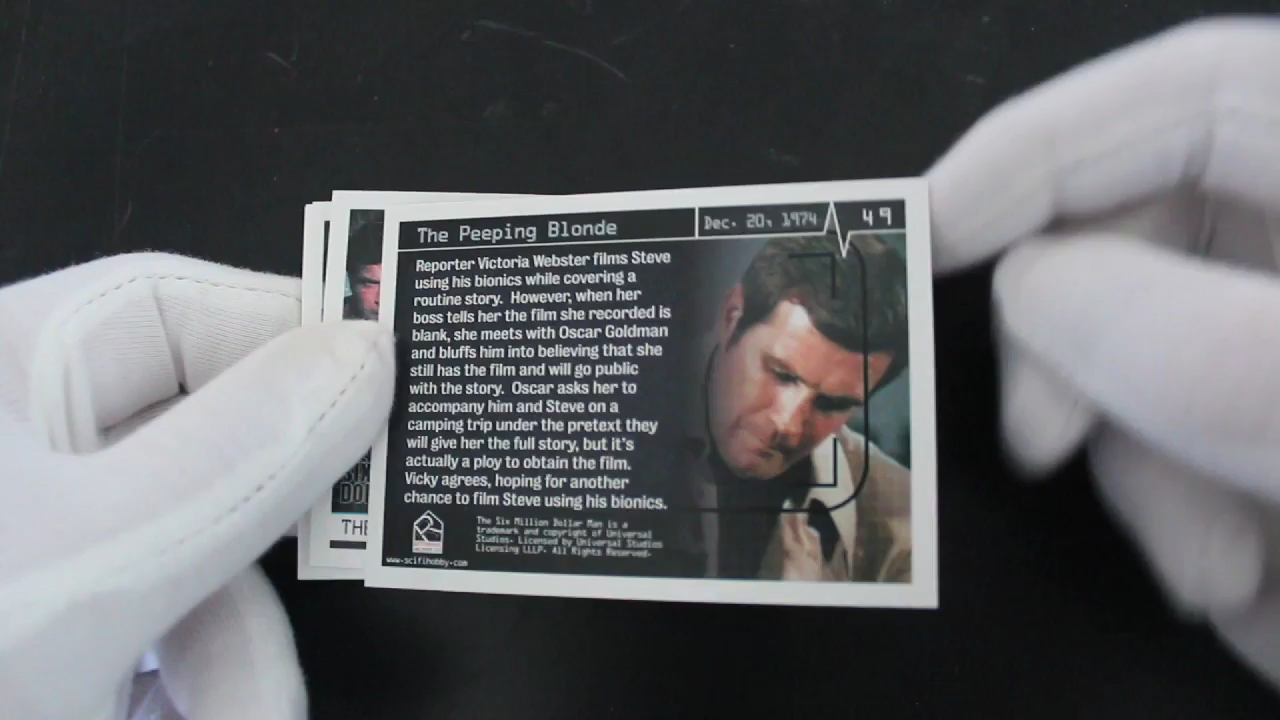 The Peeping Blonde
Dec. 20, 1974
49
Reporter Victoria Webster films Steve
using his bionics while covering a
routine story. However, when her
boss tells her the film she recorded is
blank, she meets with Oscar Goldman
and bluffs him into believing that she
still has the film and will go public
with the story. Oscar asks her to
accompany him and Steve on a
camping trip under the pretext they
will give her the full story, but it's
actually a ploy to obtain the film.
Vicky agrees, hoping for another
chance to film Steve using his bionics.
The Six Million Dollar Man is a
trademark and copyright of Universal
Studios. Licensed by Universal Studios
Licensing LLLP. All Rights Reserved.
www.scifihobby.com
THE